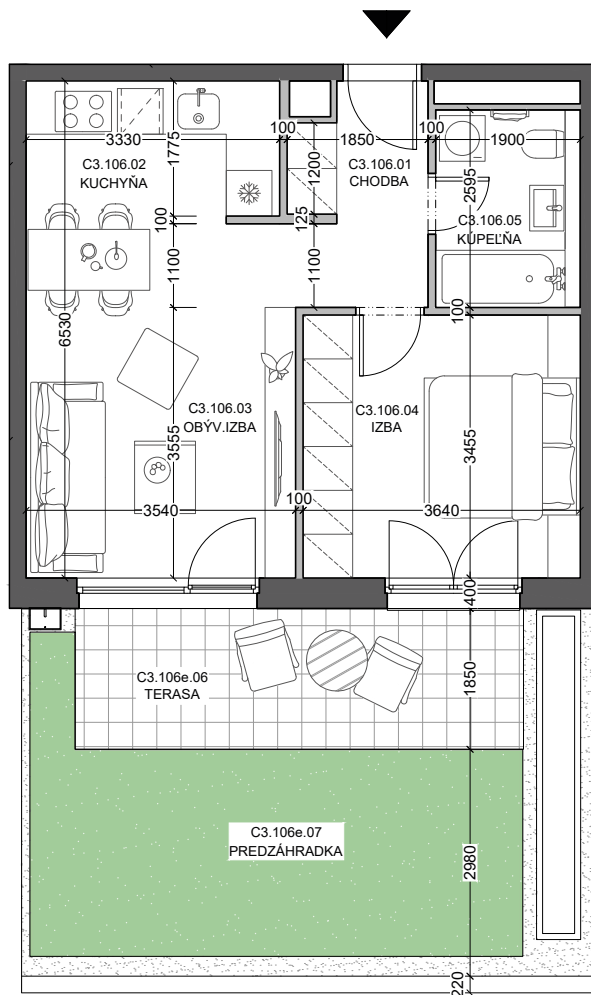 3330
100
1850
100
1900
C3.106.02
KUCHYŇA
1775
C3.106.01
CHODBA
1200
2595
C3.106.05
KÚPEĽŇA
100
125
1100
1100
100
6530
C3.106.03
OBÝV.IZBA
3555
C3.106.04
IZBA
3455
3540
100
3640
400
C3.106e.06
TERASA
1850
C3.106e.07
PREDZÁHRADKA
2980
220